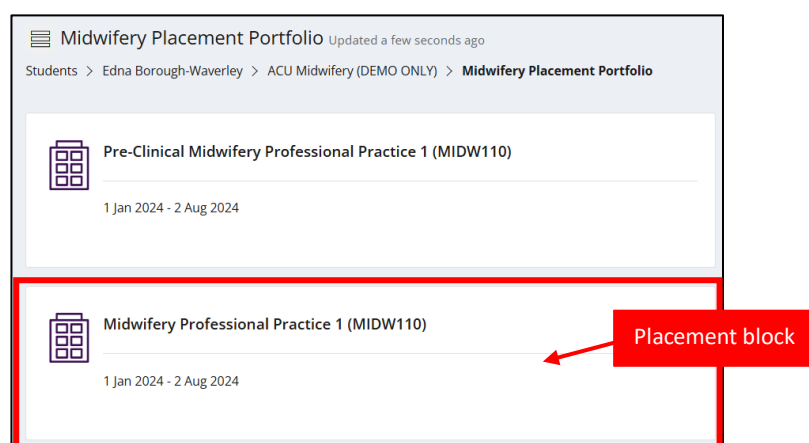 Midwifery Placement Portfolio Updated a few seconds ago
Students > Edna Borough-Waverley > ACU Midwifery (DEMO ONLY) > Midwifery Placement Portfolio
Pre-Clinical Midwifery Professional Practice 1 (MIDW110)
1 Jan 2024 - 2 Aug 2024
Midwifery Professional Practice 1 (MIDW110)
Placement block
1 Jan 2024 - 2 Aug 2024